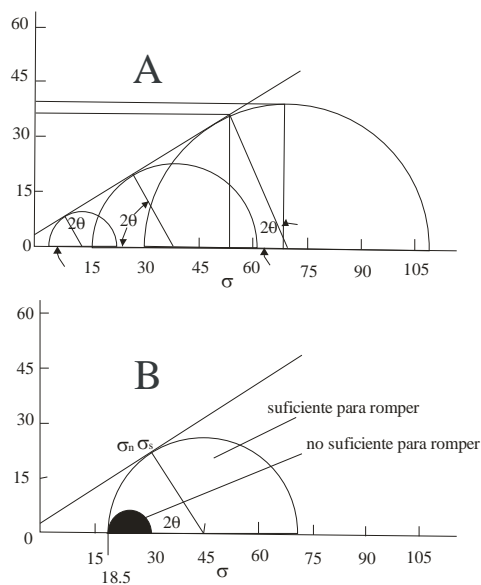 60
A
45
30
15
2θ
2θ
2θ
0
15 30 45 60 75 90 105
σ
60
B
45
suficiente para romper
30
σn σs
no suficiente para romper
15
2θ
0
15 30 45 60 75 90 105
18.5
σ